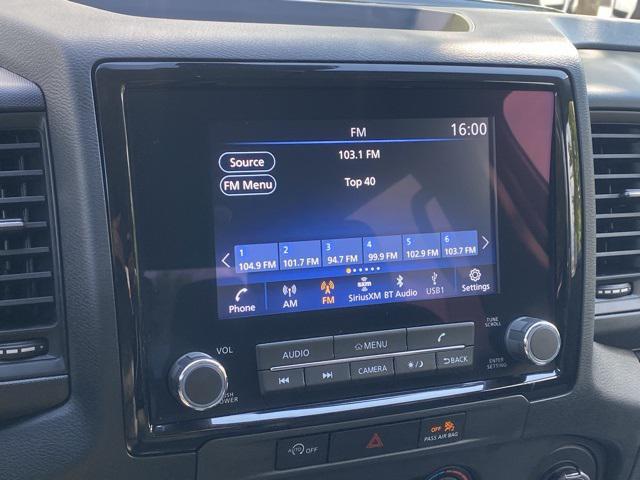 FM 16:00
Source 103.1 FM
FM Menu Top 40
1 2 3 4 5 6
104.9 FM 101.7 FM 94.7 FM 99.9 FM 102.9 FM 103.7 FM
Phone AM FM SiriusXM BT Audio USB1 Settings
TUNE
SCROLL
VOL AUDIO MENU
CAMERA BACK
ENTER
SETTING
PUSH
POWER
AUTO OFF
OFF
PASS AIR BAG